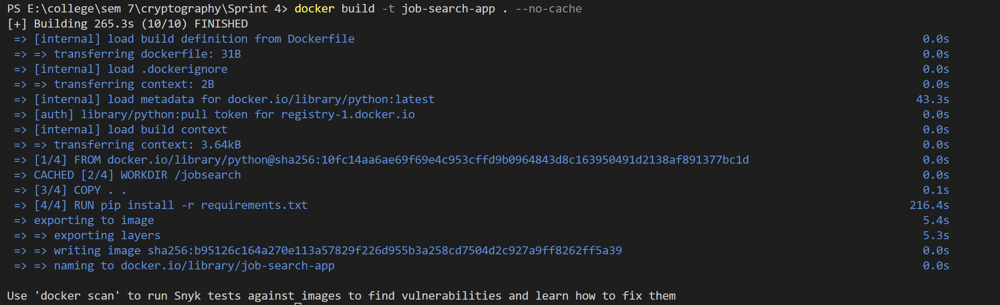 PS E:\college\sem 7\cryptography\Sprint 4> docker build -t job-search-app . --no-cache
[+] Building 265.3s (10/10) FINISHED
=> [internal] load build definition from Dockerfile 0.0s
=> => transferring dockerfile: 31B 0.0s
=> [internal] load .dockerignore 0.0s
=> => transferring context: 2B 0.0s
=> [internal] load metadata for docker.io/library/python:latest 43.3s
=> [auth] library/python:pull token for registry-1.docker.io 0.0s
=> [internal] load build context 0.0s
=> => transferring context: 3.64kB 0.0s
=> [1/4] FROM docker.io/library/python@sha256:10fc14aa6ae69f69e4c953cffd9b0964843d8c163950491d2138af891377bc1d 0.0s
=> CACHED [2/4] WORKDIR /jobsearch 0.0s
=> [3/4] COPY . . 0.1s
=> [4/4] RUN pip install -r requirements.txt 216.4s
=> exporting to image 5.4s
=> => exporting layers 5.3s
=> => writing image sha256:b95126c164a270e113a57829f226d955b3a258cd7504d2c927a9ff8262ff5a39 0.0s
=> => naming to docker.io/library/job-search-app 0.0s
Use 'docker scan' to run Snyk tests against images to find vulnerabilities and learn how to fix them